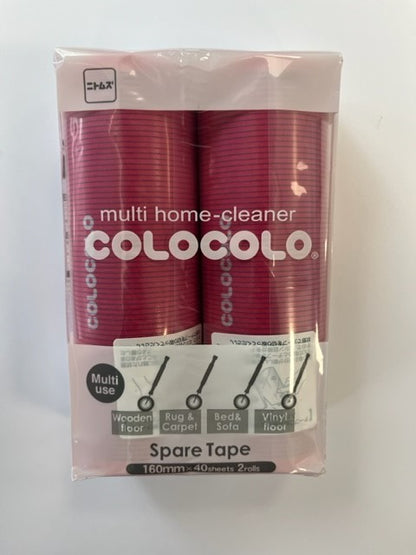 ニトムズ
multi home-cleaner
COLOCOLO®
COLOCOLO
COLOCOLO
Multi use
Wooden floor
Rug & Carpet
Bed& Sofa
Vinyl floor
Spare Tape
160mm×40sheets 2rolls